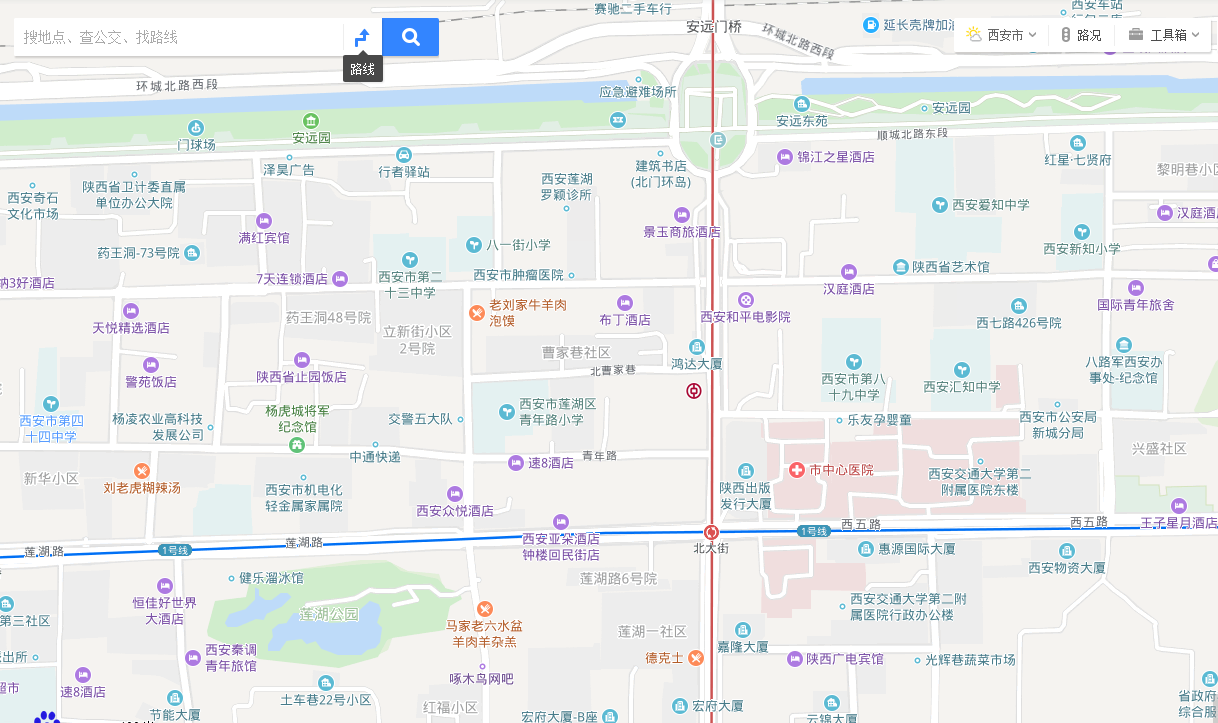 赛驰二手车行
西安车站
安远门桥
延长壳牌加油
环城北路西段
搜地点、查公交、找路线
西安市
路况
工具箱
路线
环城北路西段
应急避难场所
安远园
安远东苑
安远园
门球场
顺城北路东段
锦江之星酒店
红星·七贤府
建筑书店
(北门环岛)
泽昊广告
行者驿站
黎明巷小区
陕西省卫计委直属
单位办公大院
西安奇石
文化市场
西安莲湖
罗颖诊所
西安爱知中学
汉庭酒店
满红宾馆
景玉商旅酒店
八一街小学
西安新知小学
药王洞-73号院
西安市第二
十三中学
西安市肿瘤医院
陕西省艺术馆
7天连锁酒店
纳3好酒店
汉庭酒店
国际青年旅舍
老刘家牛羊肉
泡馍
布丁酒店
西安和平电影院
西七路426号院
天悦精选酒店
药王洞48号院
立新街小区
2号院
曹家巷社区
鸿达大厦
北曹家巷
八路军西安办
事处-纪念馆
警苑饭店
陕西省止园饭店
西安市第八
十九中学
西安汇知中学
杨虎城将军
纪念馆
西安市莲湖区
青年路小学
西安市第四
十四中学
杨凌农业高科技
发展公司
交警五大队
乐友孕婴童
西安市公安局
新城分局
兴盛社区
中通快递
青年路
速8酒店
新华小区
刘老虎糊辣汤
市中心医院
西安交通大学第二
附属医院东楼
陕西出版
发行大厦
西安市机电化
轻金属家属院
西安众悦酒店
西五路
西五路
王子星月酒店
1号线
西安亚朵酒店
钟楼回民街店
莲湖路
1号线
莲湖路
北大街
惠源国际大厦
西安物资大厦
健乐溜冰馆
莲湖路6号院
恒佳好世界
大酒店
莲湖公园
西安交通大学第二附
属医院行政办公楼
第三社区
马家老六水盆
羊肉羊杂羔
莲湖一社区
嘉隆大厦
西安秦调
青年旅馆
德克士
陕西广电宾馆
光辉巷蔬菜市场
派出所
啄木鸟网吧
速8酒店
超市
土车巷22号小区
节能大厦
红福小区
宏府大厦-B座
宏府大厦
云锦大厦
省政府
综合服